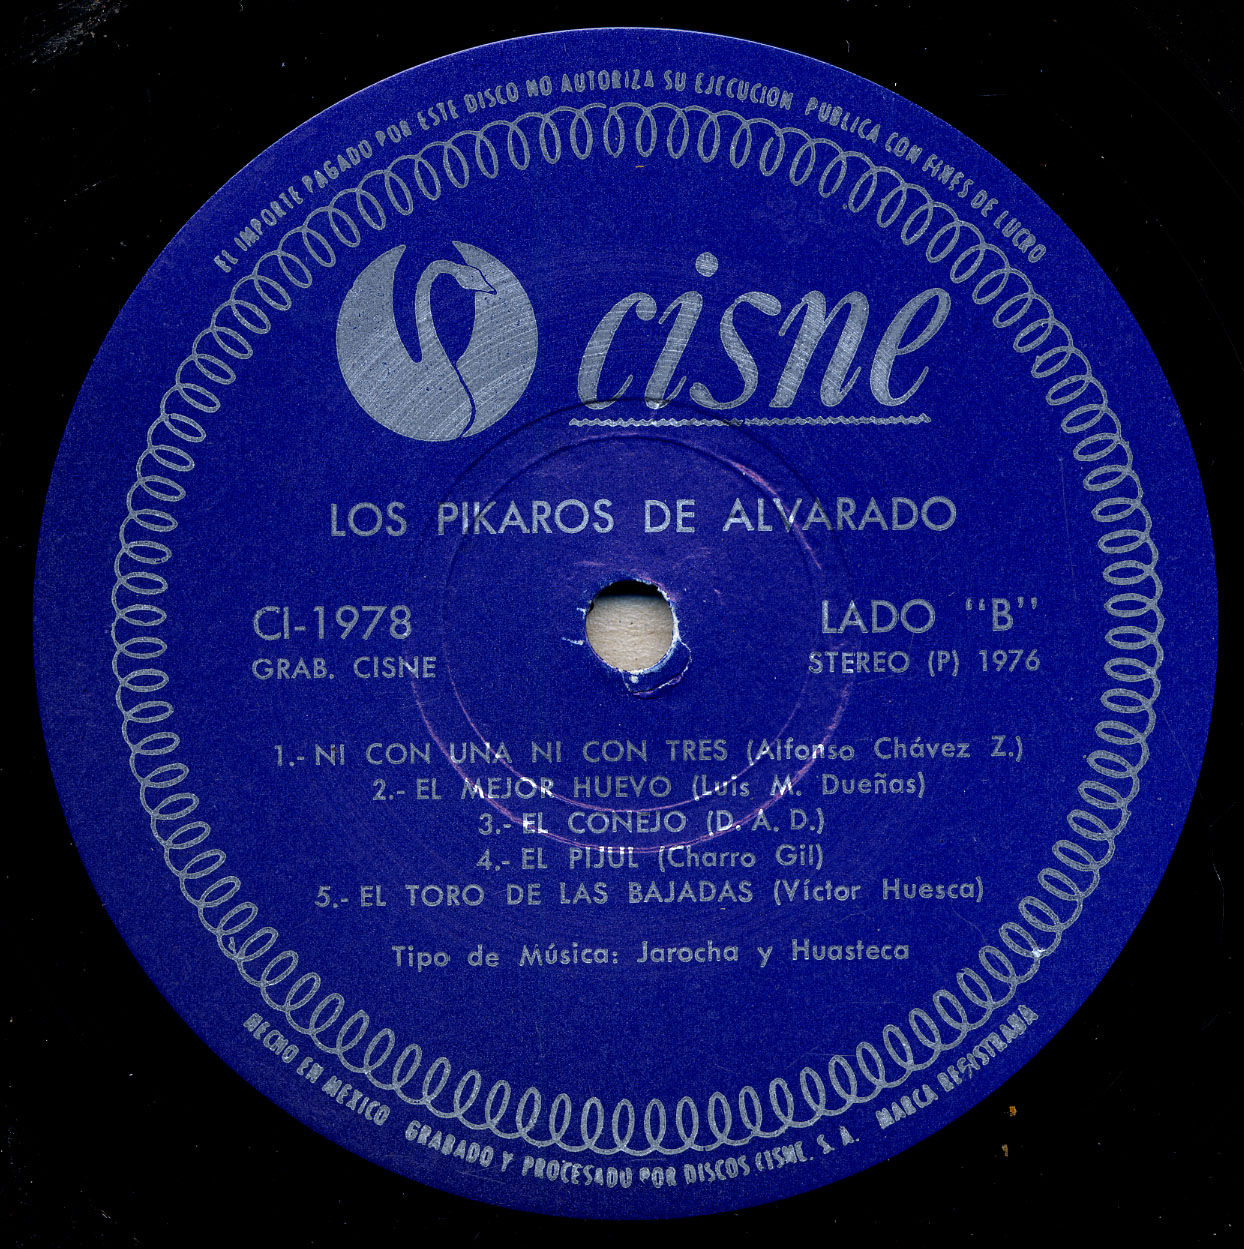 EL IMPORTE PAGADO POR ESTE DISCO NO AUTORIZA SU EJECUCION PUBLICA CON FINES DE LUCRO
cisne
LOS PIKAROS DE ALVARADO
CI-1978
GRAB. CISNE
LADO "B"
STEREO (P) 1976
1.- NI CON UNA NI CON TRES (Alfonso Chávez Z.)
2.- EL MEJOR HUEVO (Luis M. Dueñas)
3.- EL CONEJO (D. A. D.)
4.- EL PIJUL (Charro Gil)
5.- EL TORO DE LAS BAJADAS (Víctor Huesca)
Tipo de Música: Jarocha y Huasteca
HECHO EN MEXICO GRABADO Y PROCESADO POR DISCOS CISNE, S. A. MARCA REGISTRADA